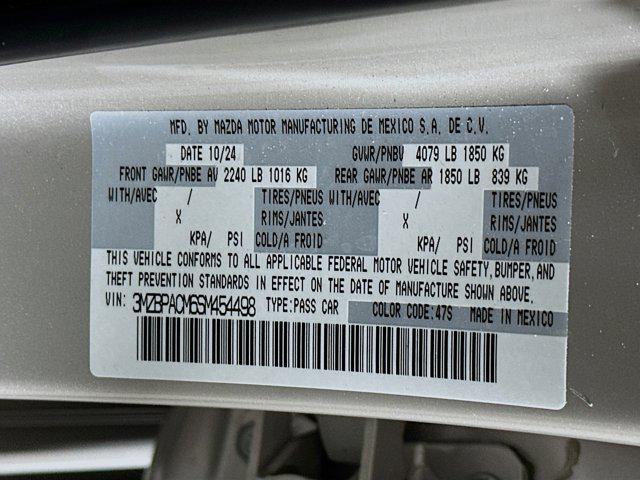 MFD. BY MAZDA MOTOR MANUFACTURING DE MEXICO S.A. DE C.V.
DATE 10/24 GVWR/PNBV 4079 LB 1850 KG
FRONT GAWR/PNBE AV 2240 LB 1016 KG REAR GAWR/PNBE AR 1850 LB 839 KG
WITH/AVEC / TIRES/PNEUS WITH/AVEC / TIRES/PNEUS
X RIMS/JANTES X RIMS/JANTES
KPA/ PSI COLD/A FROID KPA/ PSI COLD/A FROID
THIS VEHICLE CONFORMS TO ALL APPLICABLE FEDERAL MOTOR VEHICLE SAFETY, BUMPER, AND
THEFT PREVENTION STANDARDS IN EFFECT ON THE DATE OF MANUFACTURE SHOWN ABOVE.
VIN: 3MZBPACM6SM454498 TYPE:PASS CAR COLOR CODE:47S MADE IN MEXICO